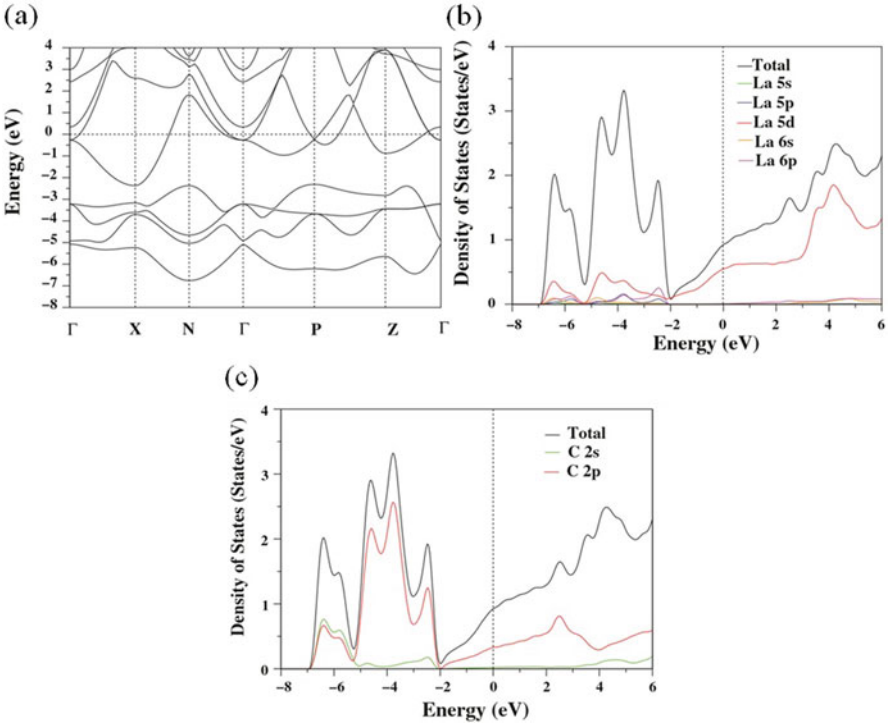 (a)
Energy (eV)
4
3
2
1
0
−1
−2
−3
−4
−5
−6
−7
−8
Γ X N Γ P Z Γ
(b)
Density of States (States/eV)
4
3
2
1
0
Total
La 5s
La 5p
La 5d
La 6s
La 6p
−8 −6 −4 −2 0 2 4 6
Energy (eV)
(c)
Density of States (States/eV)
4
3
2
1
0
Total
C 2s
C 2p
−8 −6 −4 −2 0 2 4 6
Energy (eV)